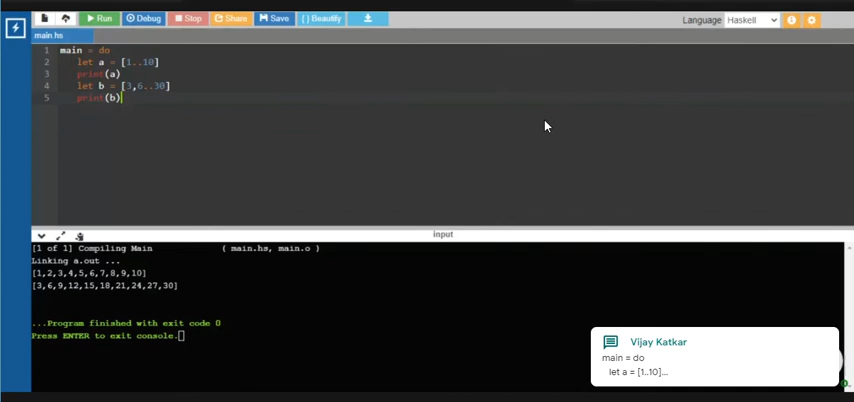 Run Debug Stop Share Save { } Beautify Language Haskell
main.hs
1 main = do
2 let a = [1..10]
3 print(a)
4 let b = [3,6..30]
5 print(b)
input
[1 of 1] Compiling Main ( main.hs, main.o )
Linking a.out ...
[1,2,3,4,5,6,7,8,9,10]
[3,6,9,12,15,18,21,24,27,30]
...Program finished with exit code 0
Press ENTER to exit console.
Vijay Katkar
main = do
let a = [1..10]...